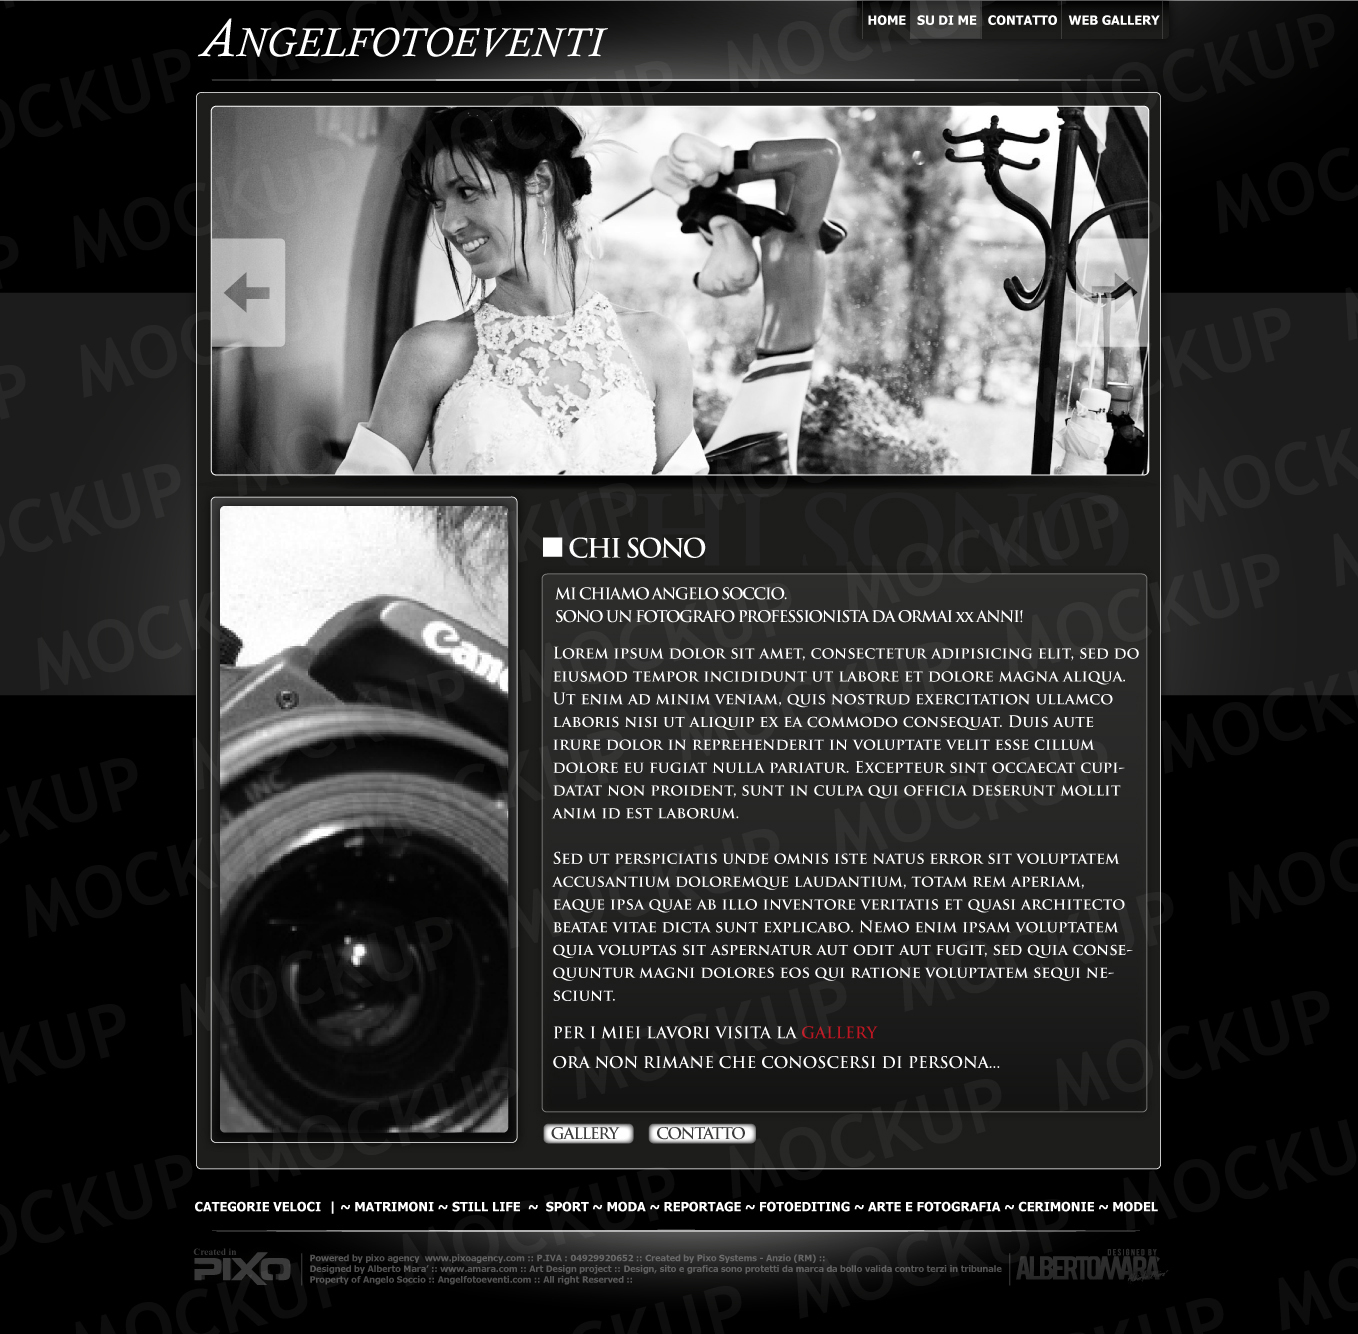 ANGELFOTOEVENTI
HOME SU DI ME CONTATTO WEB GALLERY
CHI SONO
CHI SONO
MI CHIAMO ANGELO SOCCIO.
SONO UN FOTOGRAFO PROFESSIONISTA DA ORMAI XX ANNI!
Canon
Lorem ipsum dolor sit amet, consectetur adipisicing elit, sed do
eiusmod tempor incididunt ut labore et dolore magna aliqua.
Ut enim ad minim veniam, quis nostrud exercitation ullamco
laboris nisi ut aliquip ex ea commodo consequat. Duis aute
irure dolor in reprehenderit in voluptate velit esse cillum
dolore eu fugiat nulla pariatur. Excepteur sint occaecat cupi-
datat non proident, sunt in culpa qui officia deserunt mollit
anim id est laborum.
Sed ut perspiciatis unde omnis iste natus error sit voluptatem
accusantium doloremque laudantium, totam rem aperiam,
eaque ipsa quae ab illo inventore veritatis et quasi architecto
beatae vitae dicta sunt explicabo. Nemo enim ipsam voluptatem
quia voluptas sit aspernatur aut odit aut fugit, sed quia conse-
quuntur magni dolores eos qui ratione voluptatem sequi ne-
sciunt.
PER I MIEI LAVORI VISITA LA GALLERY
ORA NON RIMANE CHE CONOSCERSI DI PERSONA...
GALLERY CONTATTO
CATEGORIE VELOCI | ~ MATRIMONI ~ STILL LIFE ~ SPORT ~ MODA ~ REPORTAGE ~ FOTOEDITING ~ ARTE E FOTOGRAFIA ~ CERIMONIE ~ MODEL
Created in
PIXO
Powered by pixo agency www.pixoagency.com :: P.IVA : 04929920652 :: Created by Pixo Systems - Anzio (RM) ::
Designed by Alberto Mara' :: www.amara.com :: Art Design project :: Design, sito e grafica sono protetti da marca da bollo valida contro terzi in tribunale
Property of Angelo Soccio :: Angelfotoeventi.com :: All right Reserved ::
DESIGNED BY
ALBERTOMARA
MOCKUP